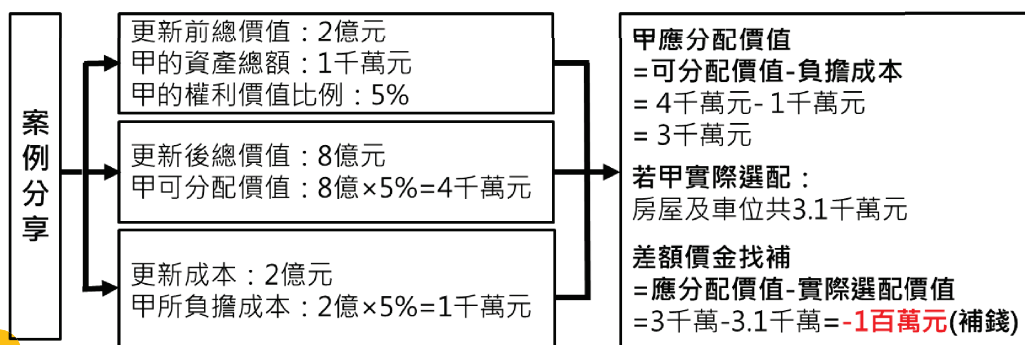 案例分享
更新前總價值：2億元
甲的資產總額：1千萬元
甲的權利價值比例：5%
更新後總價值：8億元
甲可分配價值：8億×5%=4千萬元
更新成本：2億元
甲所負擔成本：2億×5%=1千萬元
甲應分配價值
=可分配價值-負擔成本
= 4千萬元- 1千萬元
= 3千萬元
若甲實際選配：
房屋及車位共3.1千萬元
差額價金找補
=應分配價值-實際選配價值
=3千萬-3.1千萬=-1百萬元(補錢)